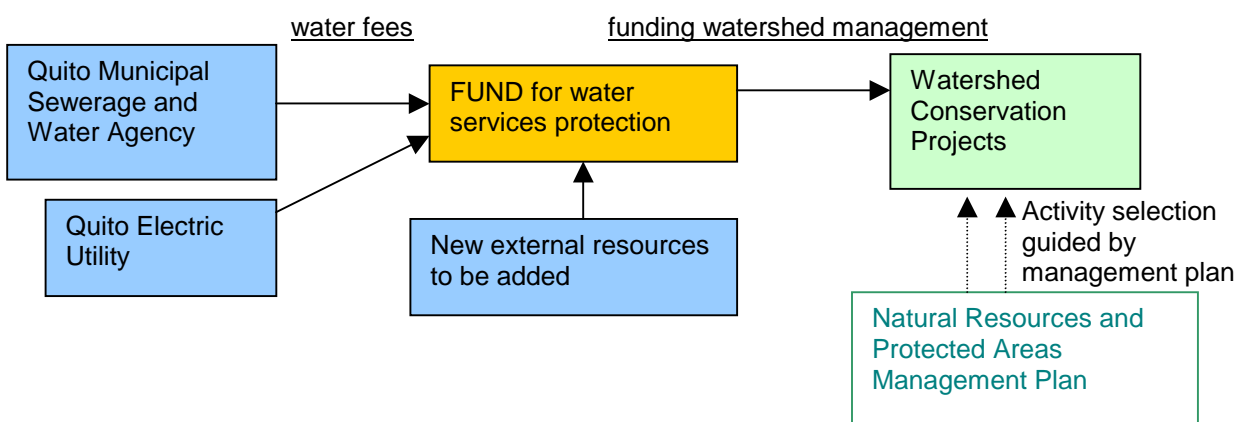 water fees
funding watershed management
Quito Municipal
Sewerage and
Water Agency
FUND for water
services protection
Watershed
Conservation
Projects
Quito Electric
Utility
New external resources
to be added
Activity selection
guided by
management plan
Natural Resources and
Protected Areas
Management Plan